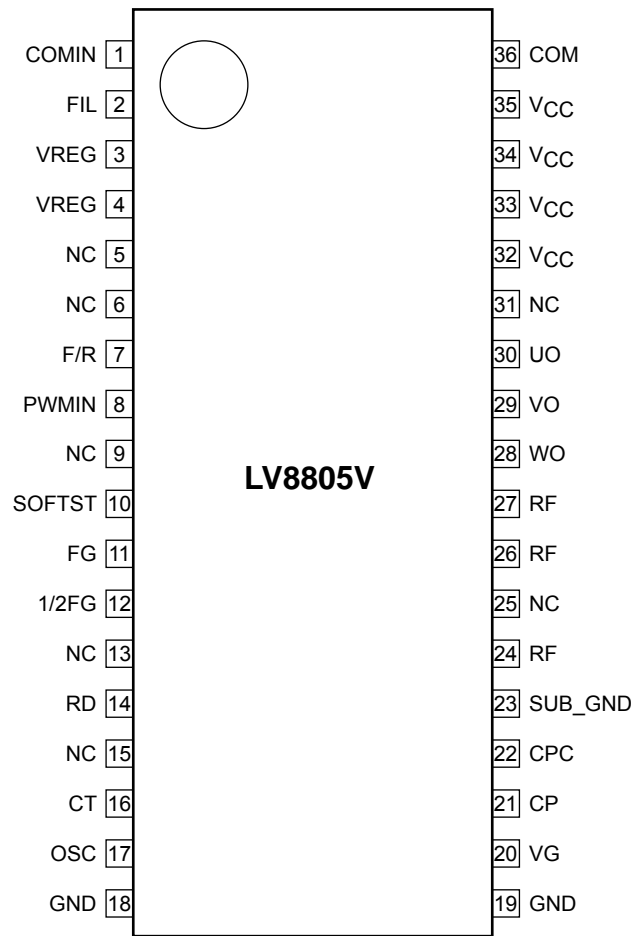 COMIN 1 36 COM
FIL 2 35 VCC
VREG 3 34 VCC
VREG 4 33 VCC
NC 5 32 VCC
NC 6 31 NC
F/R 7 30 UO
PWMIN 8 29 VO
NC 9 28 WO
LV8805V
SOFTST 10 27 RF
FG 11 26 RF
1/2FG 12 25 NC
NC 13 24 RF
RD 14 23 SUB_GND
NC 15 22 CPC
CT 16 21 CP
OSC 17 20 VG
GND 18 19 GND